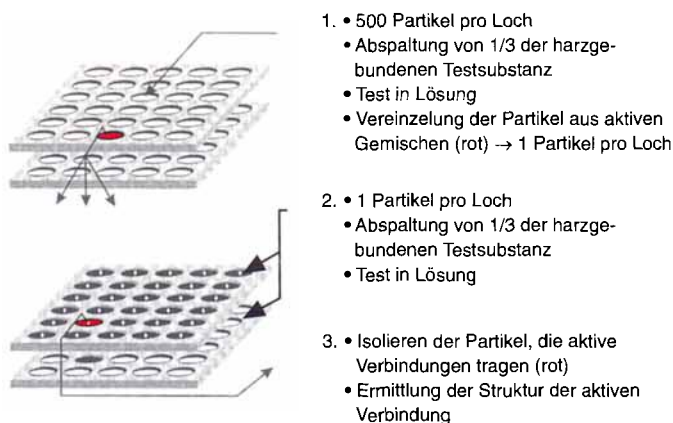 1. • 500 Partikel pro Loch
• Abspaltung von 1/3 der harzge-
bundenen Testsubstanz
• Test in Lösung
• Vereinzelung der Partikel aus aktiven
Gemischen (rot) → 1 Partikel pro Loch
2. • 1 Partikel pro Loch
• Abspaltung von 1/3 der harzge-
bundenen Testsubstanz
• Test in Lösung
3. • Isolieren der Partikel, die aktive
Verbindungen tragen (rot)
• Ermittlung der Struktur der aktiven
Verbindung